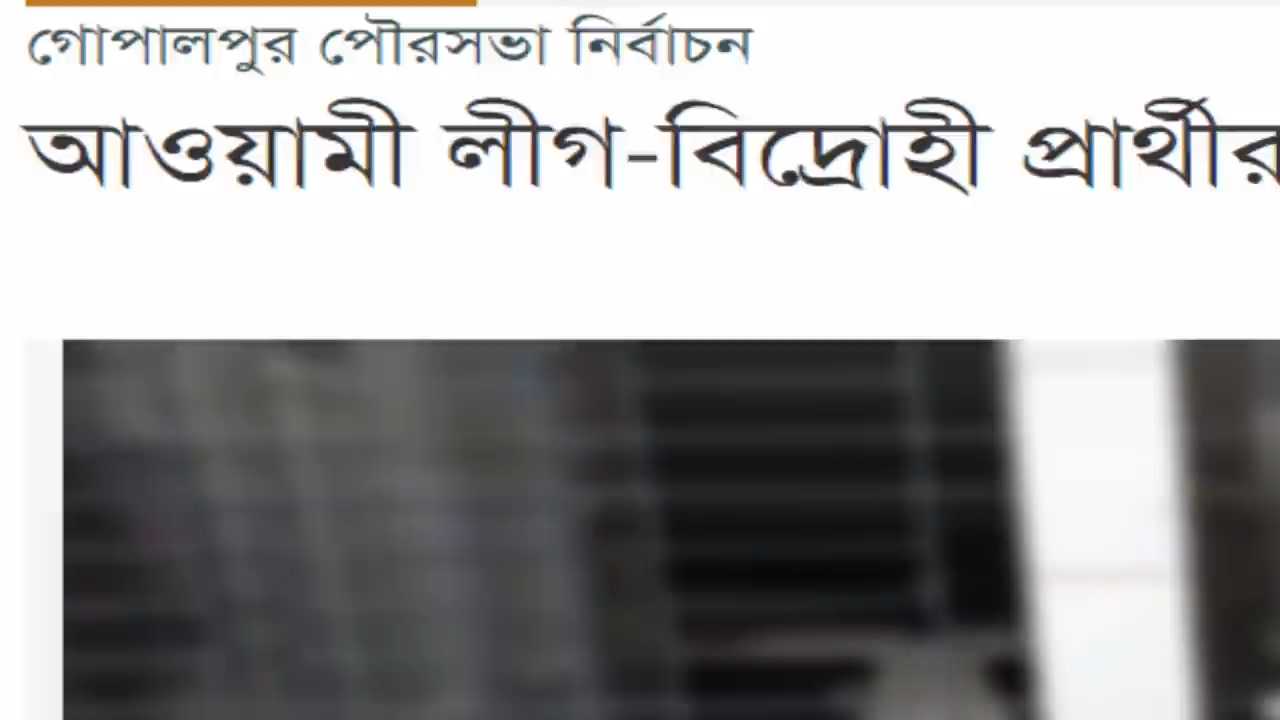 গোপালপুর পৌরসভা নির্বাচন
আওয়ামী লীগ-বিদ্রোহী প্রার্থীর